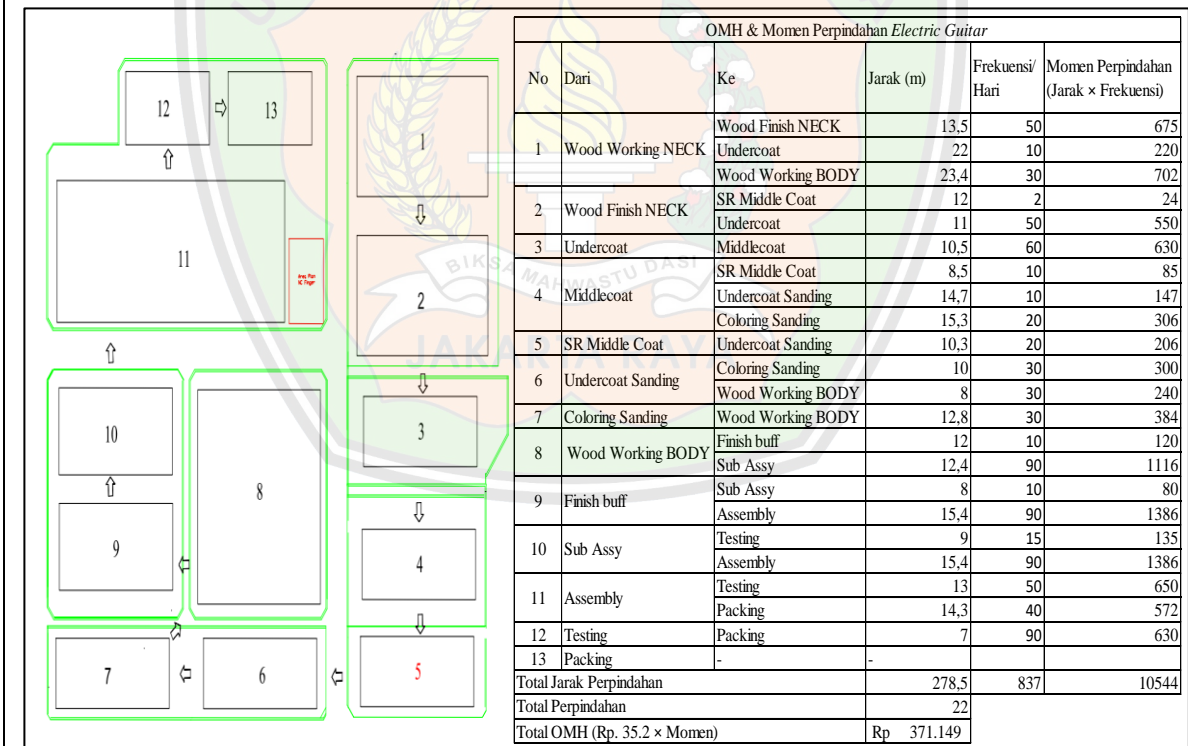 OMH & Momen Perpindahan Electric Guitar
No Dari Ke Jarak (m) Frekuensi/ Hari Momen Perpindahan (Jarak × Frekuensi)
1 Wood Working NECK Wood Finish NECK 13,5 50 675
Undercoat 22 10 220
Wood Working BODY 23,4 30 702
2 Wood Finish NECK SR Middle Coat 12 2 24
Undercoat 11 50 550
3 Undercoat Middlecoat 10,5 60 630
4 Middlecoat SR Middle Coat 8,5 10 85
Undercoat Sanding 14,7 10 147
Coloring Sanding 15,3 20 306
5 SR Middle Coat Undercoat Sanding 10,3 20 206
6 Undercoat Sanding Coloring Sanding 10 30 300
Wood Working BODY 8 30 240
7 Coloring Sanding Wood Working BODY 12,8 30 384
8 Wood Working BODY Finish buff 12 10 120
Sub Assy 12,4 90 1116
9 Finish buff Sub Assy 8 10 80
Assembly 15,4 90 1386
10 Sub Assy Testing 9 15 135
Assembly 15,4 90 1386
11 Assembly Testing 13 50 650
Packing 14,3 40 572
12 Testing Packing 7 90 630
13 Packing - -
Total Jarak Perpindahan 278,5 837 10544
Total Perpindahan 22
Total OMH (Rp. 35.2 × Momen) Rp 371.149
12
13
1
11
2
10
3
8
9
4
7
6
5
BIKSA MAHWASTU DASI
JAKARTA RAYA